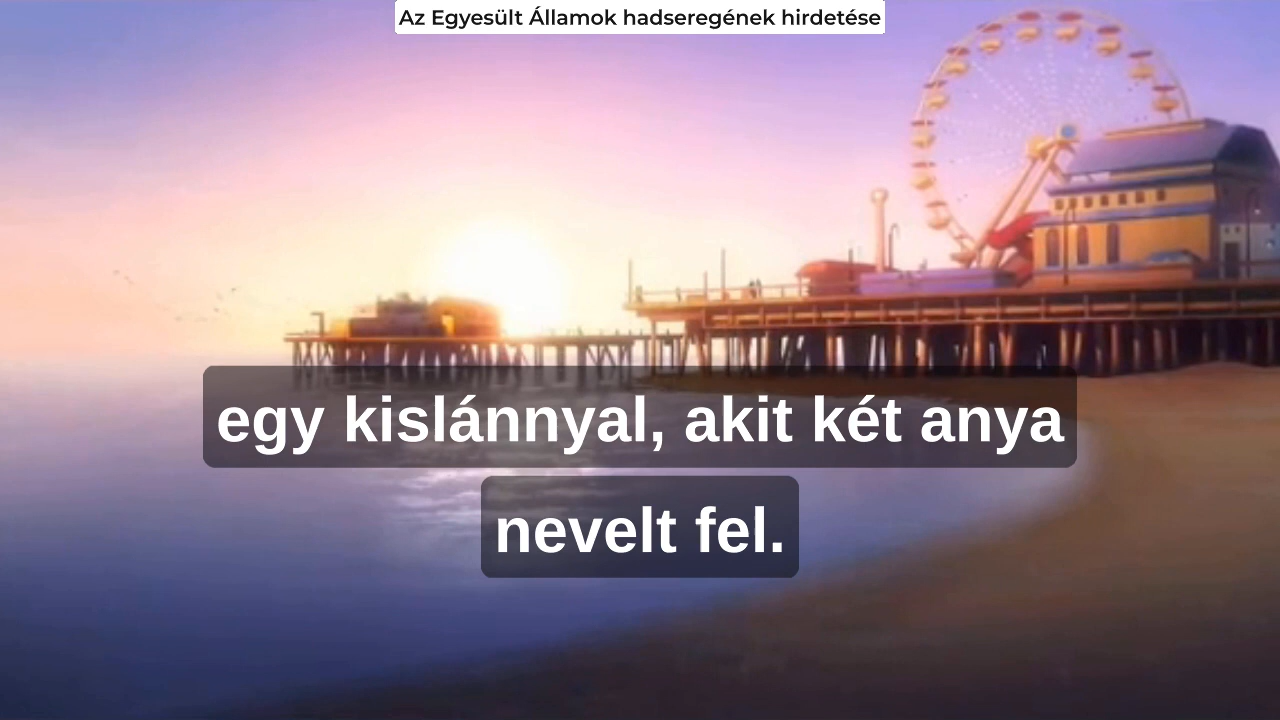 Az Egyesült Államok hadseregének hirdetése
egy kislánnyal, akit két anya
nevelt fel.